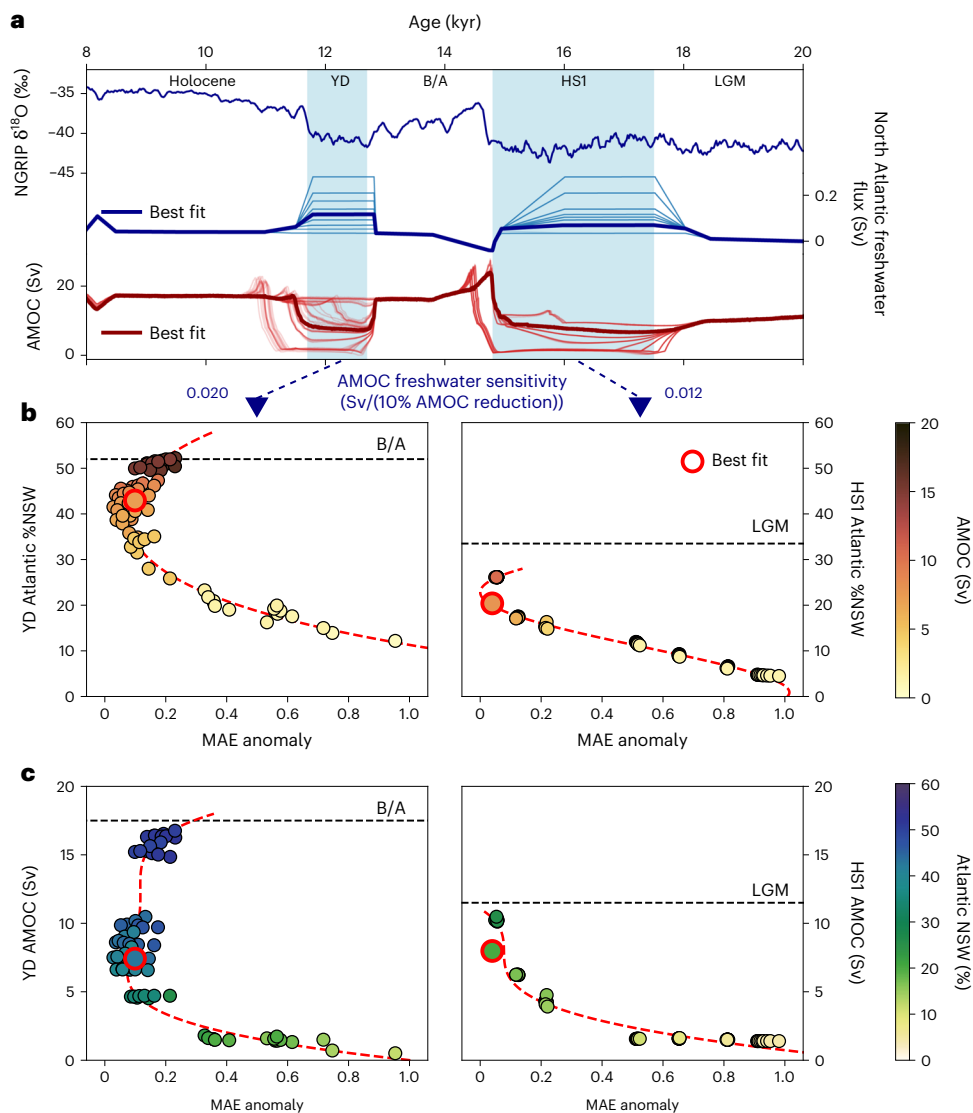 a
Age (kyr)
8 10 12 14 16 18 20
Holocene YD B/A HS1 LGM
NGRIP δ18O (‰)
−35
−40
−45
North Atlantic freshwater
flux (Sv)
0.2
0
Best fit
AMOC (Sv)
20
0
Best fit
AMOC freshwater sensitivity
(Sv/(10% AMOC reduction))
0.020
0.012
b
YD Atlantic %NSW
60
50
40
30
20
10
0
B/A
0 0.2 0.4 0.6 0.8 1.0
MAE anomaly
Best fit
LGM
60
50
40
30
20
10
0
HS1 Atlantic %NSW
0 0.2 0.4 0.6 0.8 1.0
MAE anomaly
20
15
10
5
0
AMOC (Sv)
c
YD AMOC (Sv)
20
15
10
5
0
B/A
0 0.2 0.4 0.6 0.8 1.0
MAE anomaly
LGM
20
15
10
5
0
HS1 AMOC (Sv)
0 0.2 0.4 0.6 0.8 1.0
MAE anomaly
60
50
40
30
20
10
0
Atlantic NSW (%)